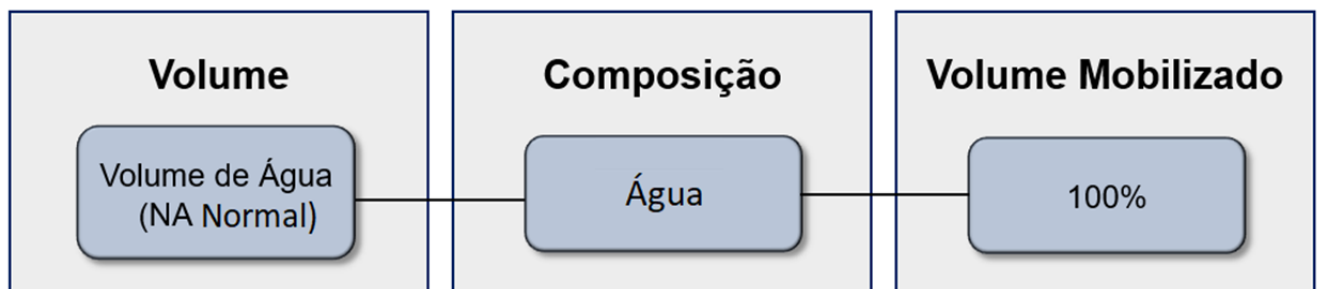 Volume
Composição
Volume Mobilizado
Volume de Água
(NA Normal)
Água
100%